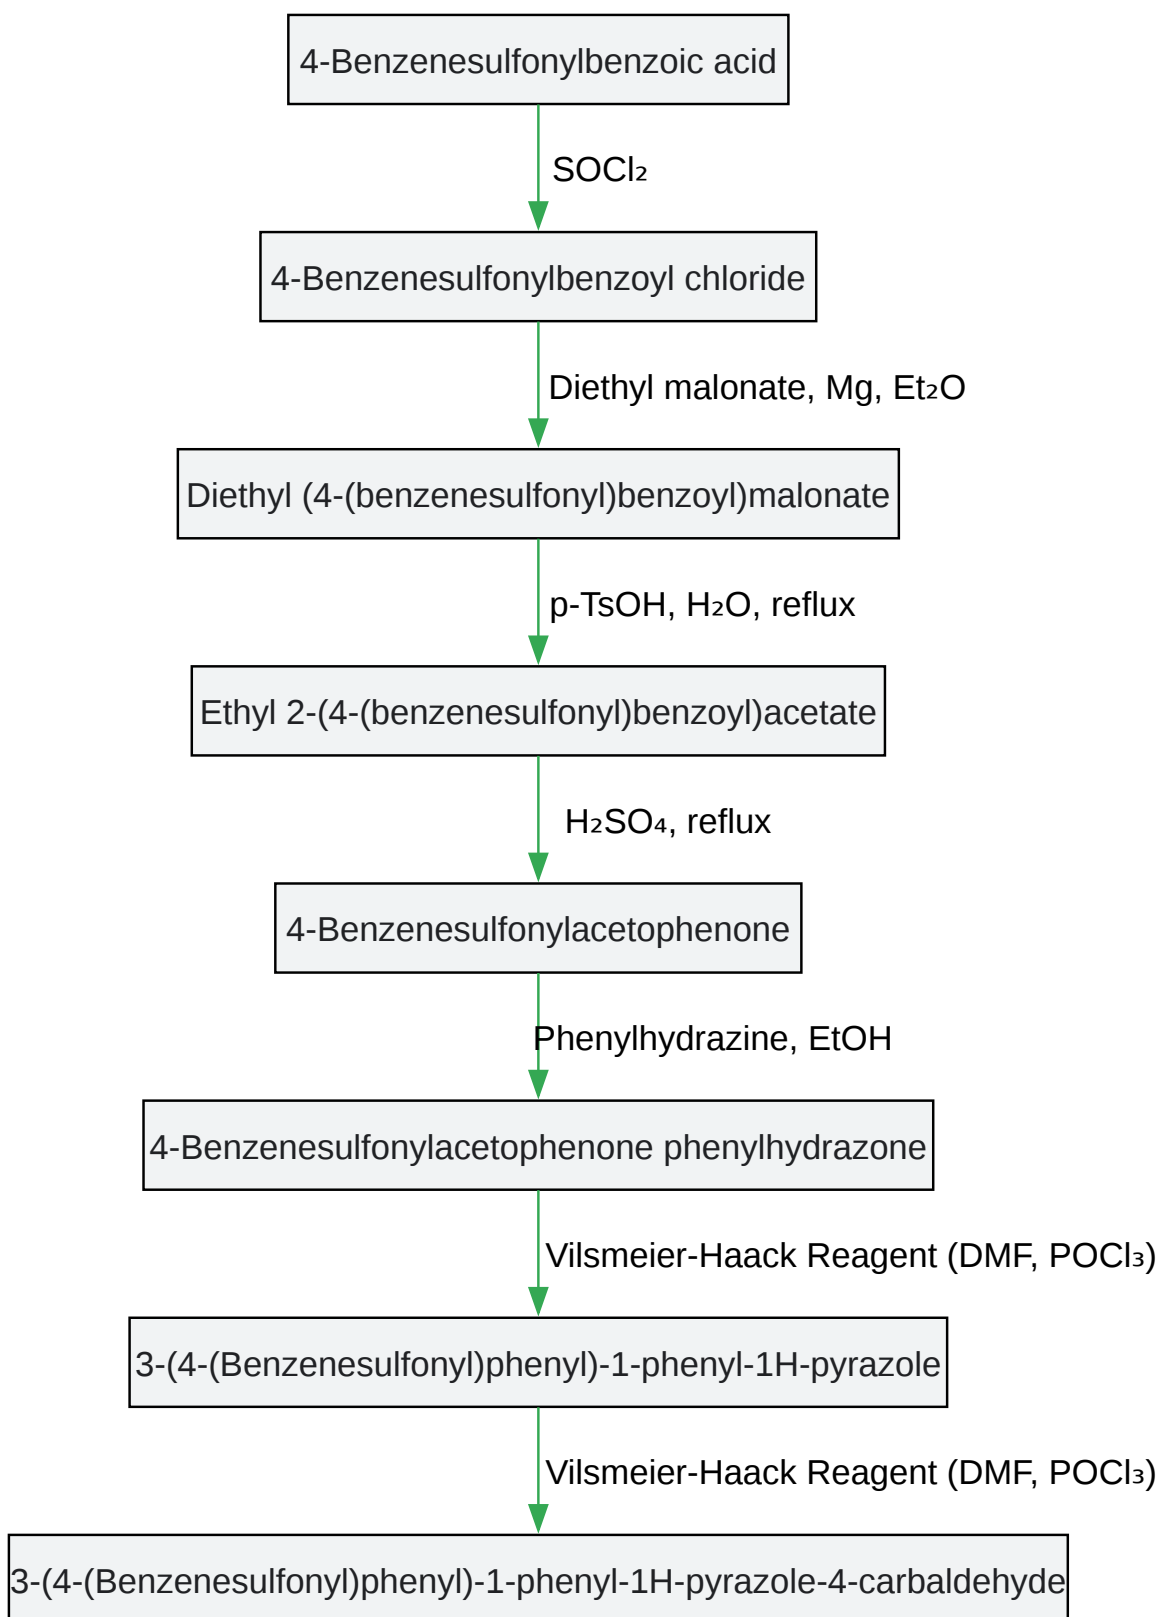 4-Benzenesulfonylbenzoic acid
SOCl₂
4-Benzenesulfonylbenzoyl chloride
Diethyl malonate, Mg, Et₂O
Diethyl (4-(benzenesulfonyl)benzoyl)malonate
p-TsOH, H₂O, reflux
Ethyl 2-(4-(benzenesulfonyl)benzoyl)acetate
H₂SO₄, reflux
4-Benzenesulfonylacetophenone
Phenylhydrazine, EtOH
4-Benzenesulfonylacetophenone phenylhydrazone
Vilsmeier-Haack Reagent (DMF, POCl₃)
3-(4-(Benzenesulfonyl)phenyl)-1-phenyl-1H-pyrazole
Vilsmeier-Haack Reagent (DMF, POCl₃)
3-(4-(Benzenesulfonyl)phenyl)-1-phenyl-1H-pyrazole-4-carbaldehyde